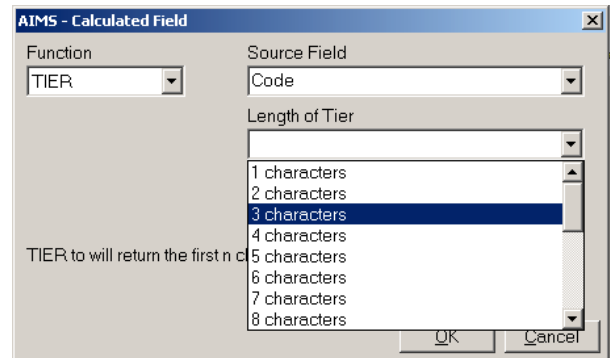 AIMS - Calculated Field
Function
Source Field
TIER
Code
Length of Tier
1 characters
2 characters
3 characters
4 characters
TIER to will return the first n
5 characters
6 characters
7 characters
8 characters
OK
Cancel